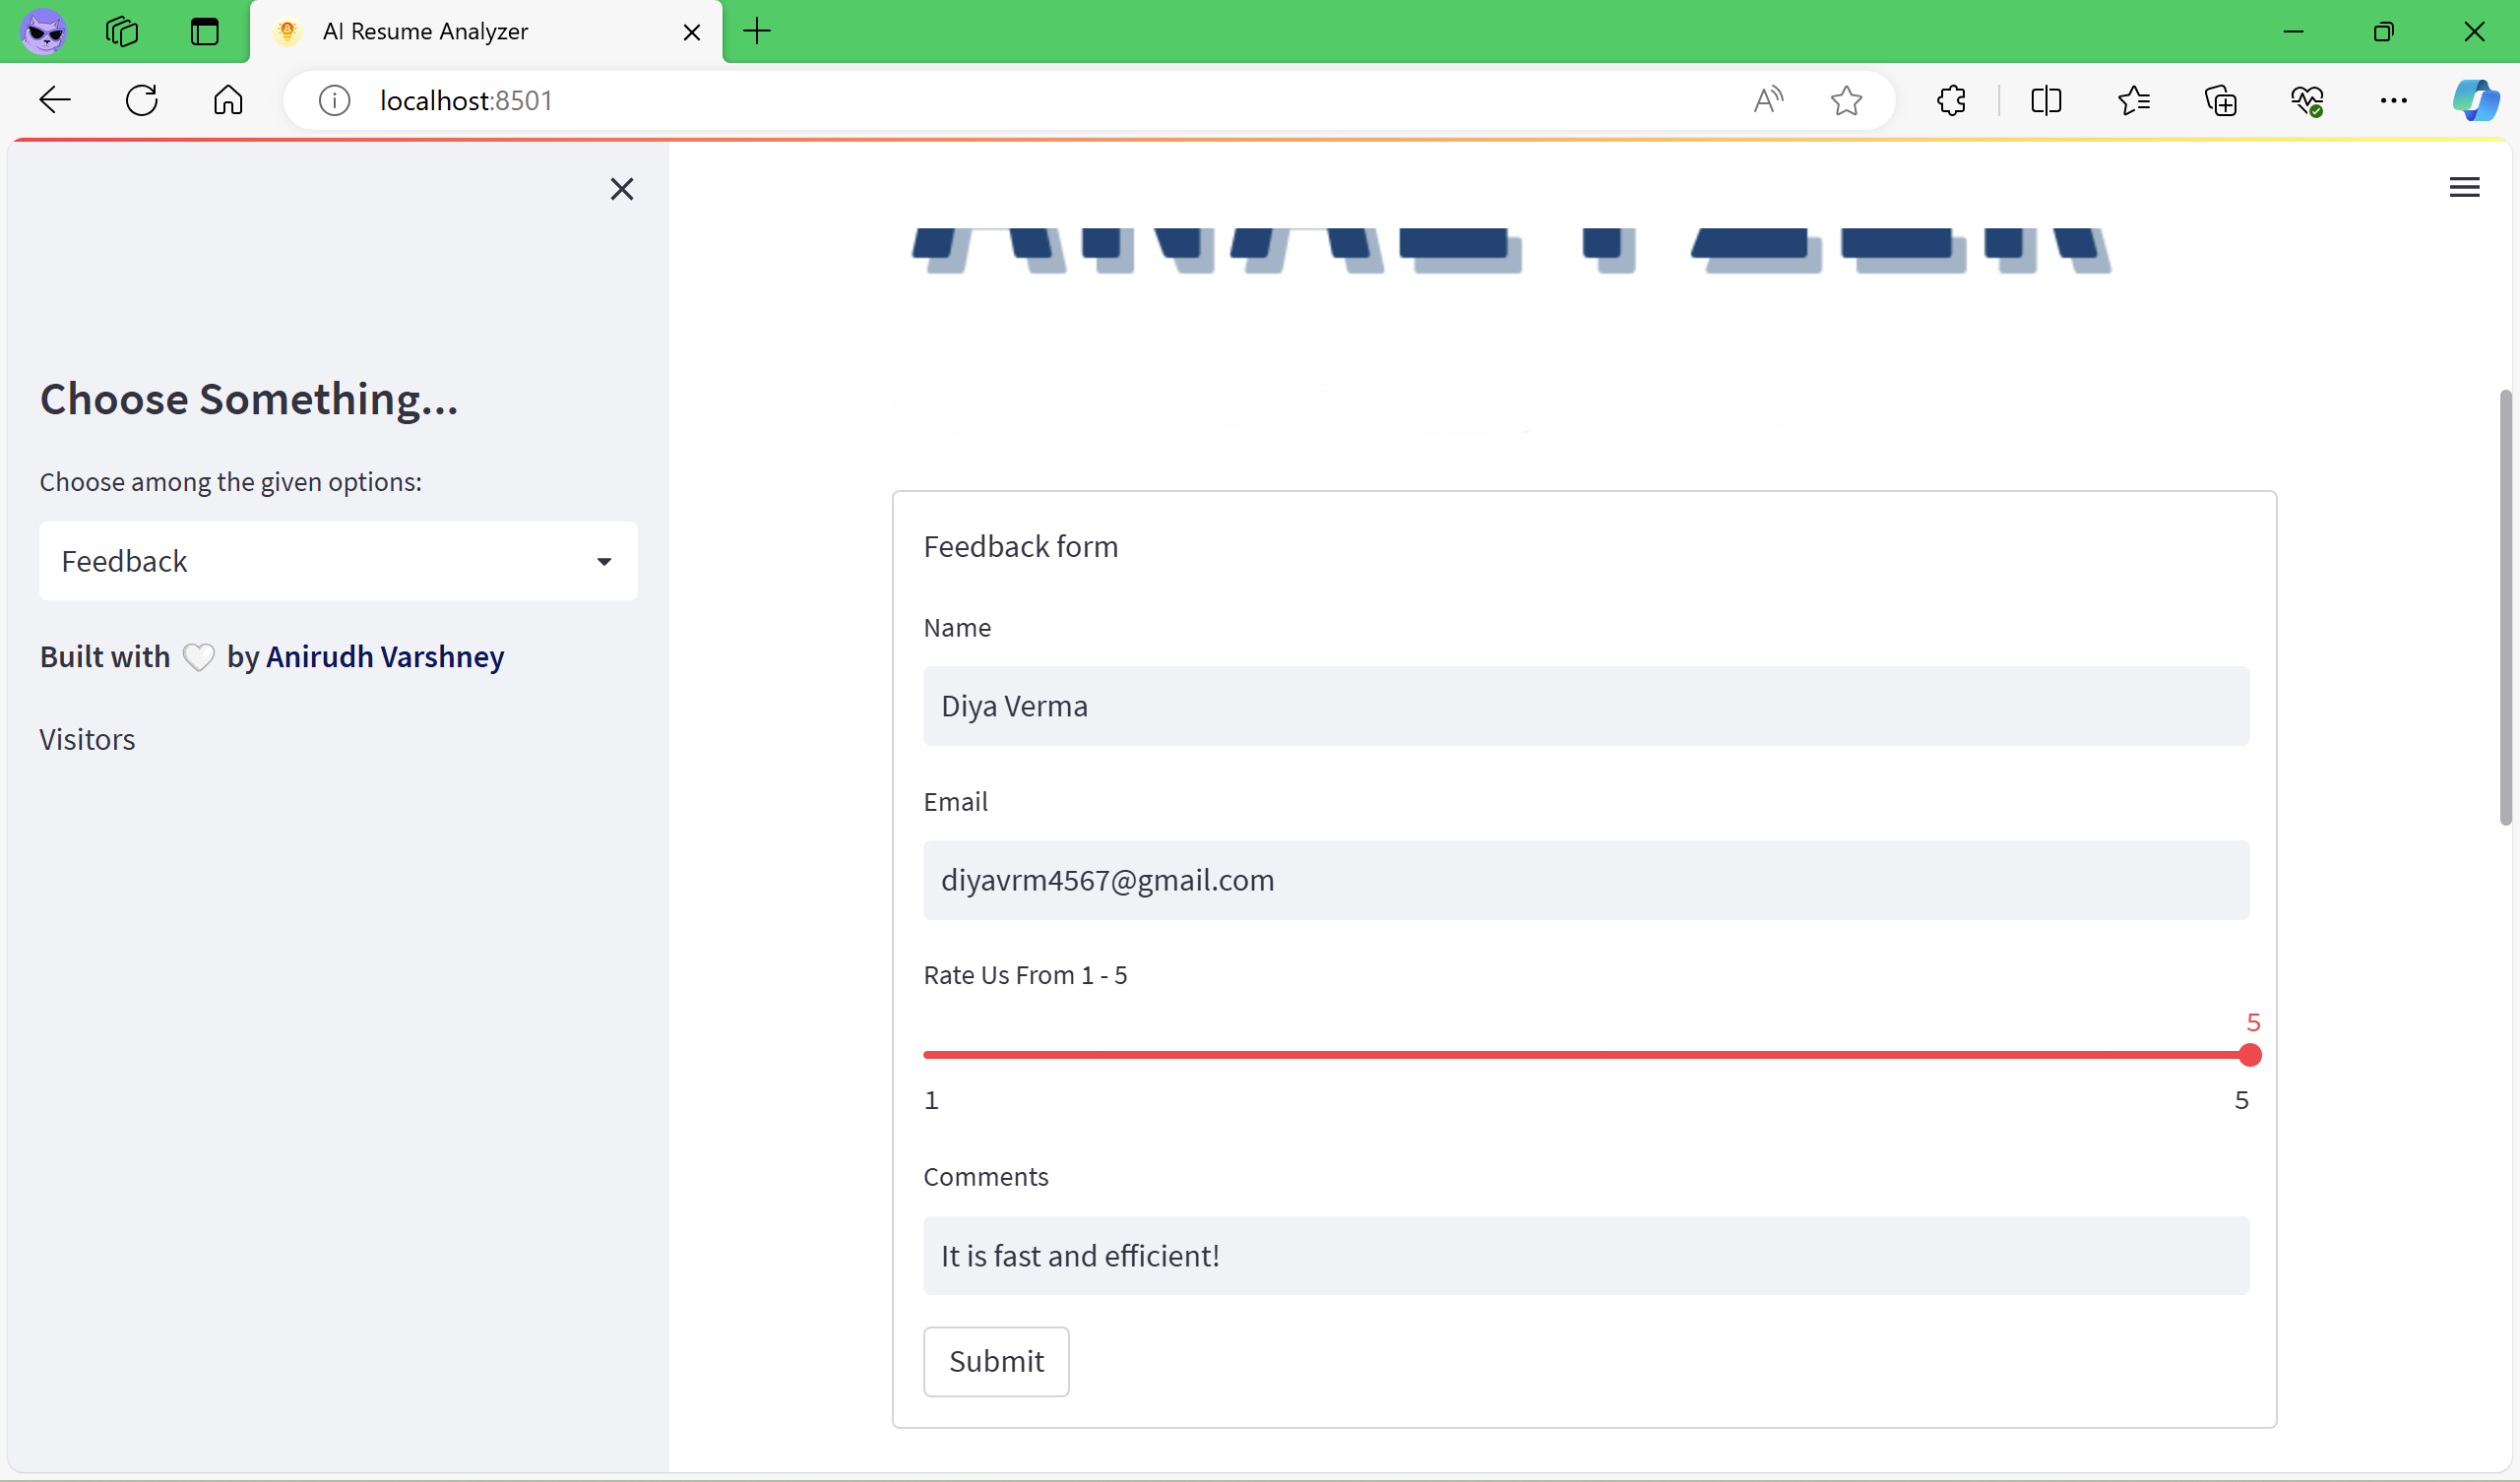 AI Resume Analyzer
localhost:8501
Choose Something...
Choose among the given options:
Feedback
Built with 🤍 by Anirudh Varshney
Visitors
Feedback form
Name
Diya Verma
Email
diyavrm4567@gmail.com
Rate Us From 1 - 5
5
1
5
Comments
It is fast and efficient!
Submit